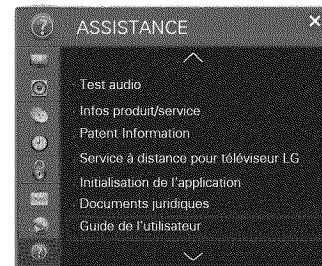 ASSISTANCE
Test audio
Infos produit/service
Patent Information
Service à distance pour téléviseur LG
Initialisation de l'application
Documents juridiques
Guide de l'utilisateur